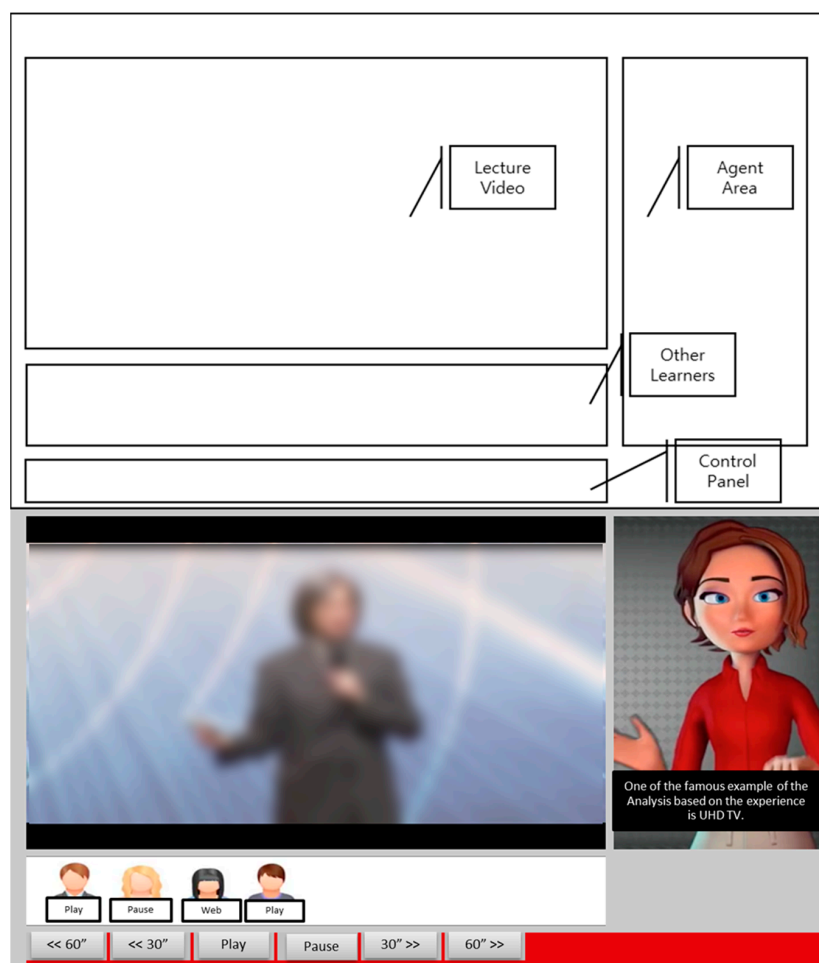 Lecture
Video
Agent
Area
Other
Learners
Control
Panel
One of the famous example of the
Analysis based on the experience
is UHD TV.
Play
Pause
Web
Play
<< 60”
<< 30”
Play
Pause
30” >>
60” >>